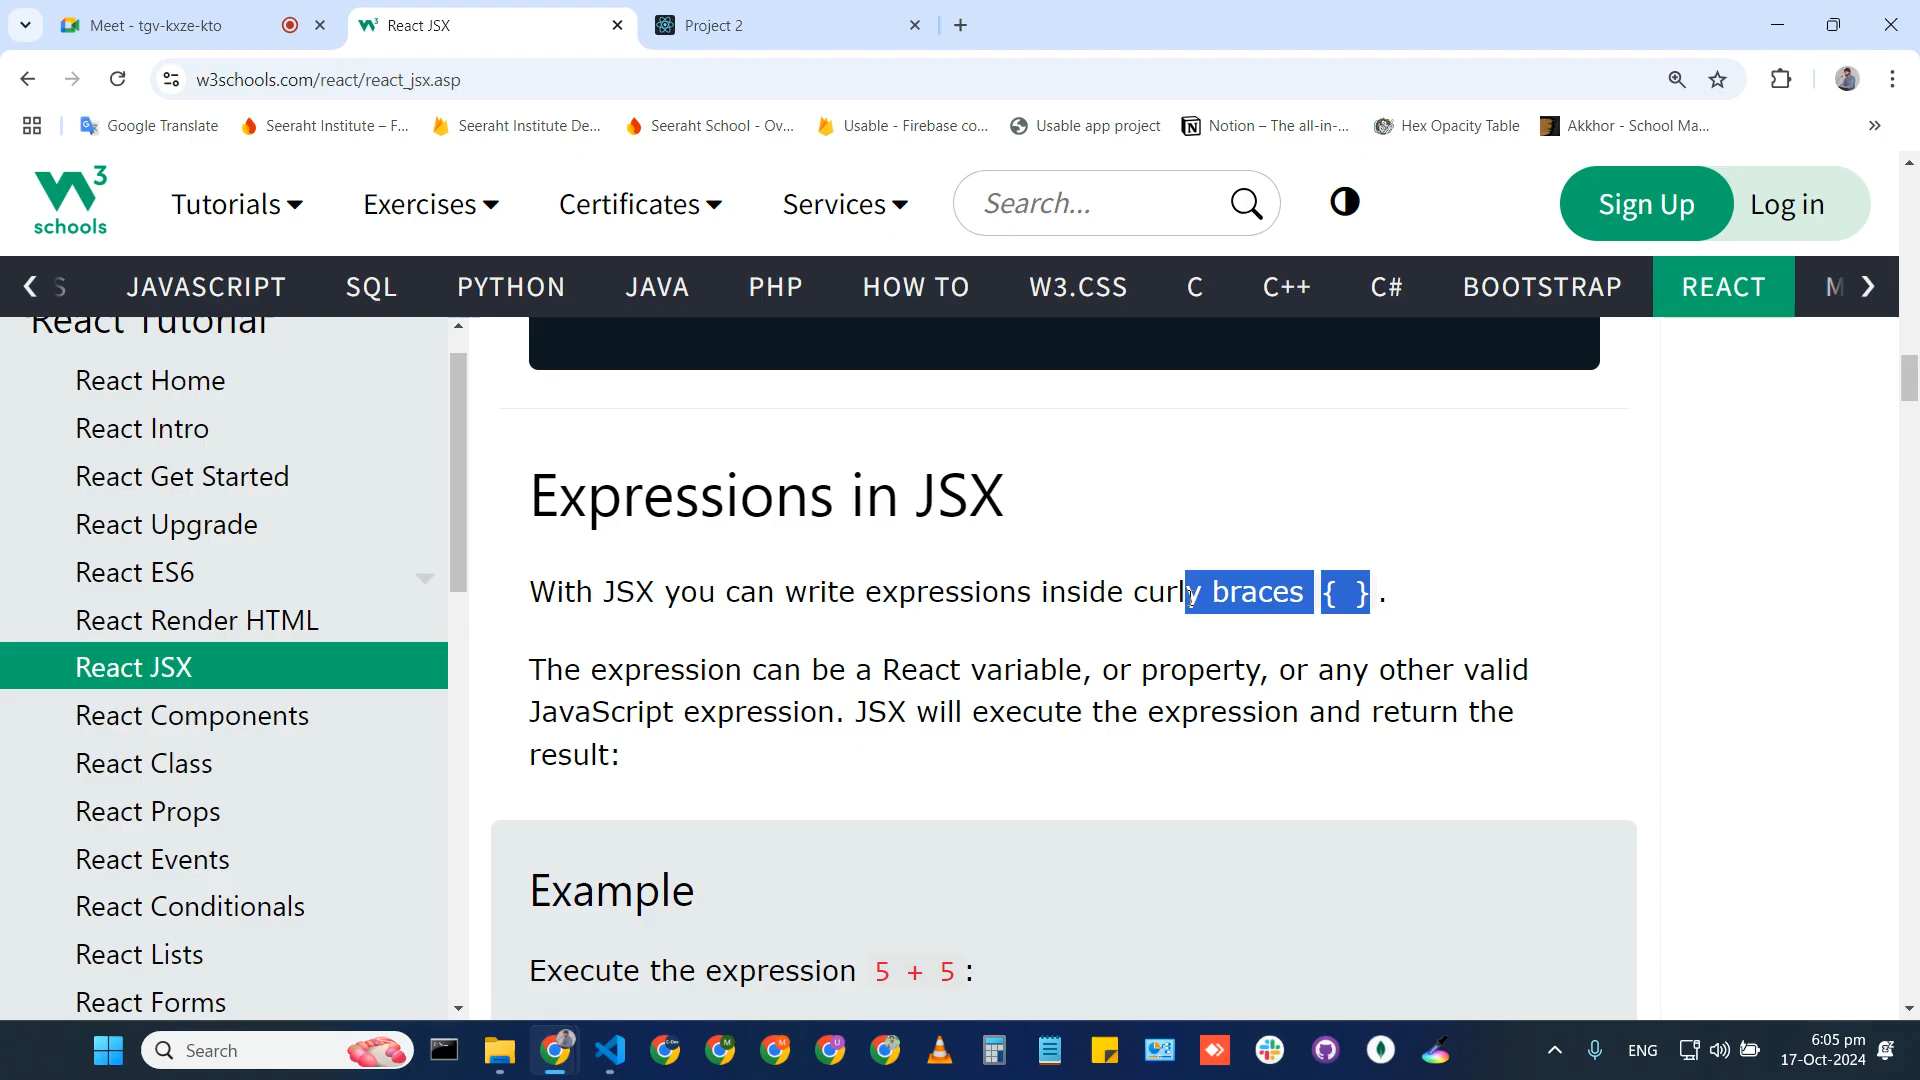 Meet - tgv-kxze-kto
React JSX
Project 2
w3schools.com/react/react_jsx.asp
Google Translate
Seeraht Institute – F...
Seeraht Institute De...
Seeraht School - Ov...
Usable - Firebase co...
Usable app project
Notion – The all-in-...
Hex Opacity Table
Akkhor - School Ma...
W3 schools
Tutorials
Exercises
Certificates
Services
Search...
Sign Up
Log in
S
JAVASCRIPT
SQL
PYTHON
JAVA
PHP
HOW TO
W3.CSS
C
C++
C#
BOOTSTRAP
REACT
M
React Tutorial
React Home
React Intro
React Get Started
React Upgrade
React ES6
React Render HTML
React JSX
React Components
React Class
React Props
React Events
React Conditionals
React Lists
React Forms
Expressions in JSX
With JSX you can write expressions inside curly braces { }.
The expression can be a React variable, or property, or any other valid
JavaScript expression. JSX will execute the expression and return the
result:
Example
Execute the expression 5 + 5:
Search
ENG
6:05 pm
17-Oct-2024